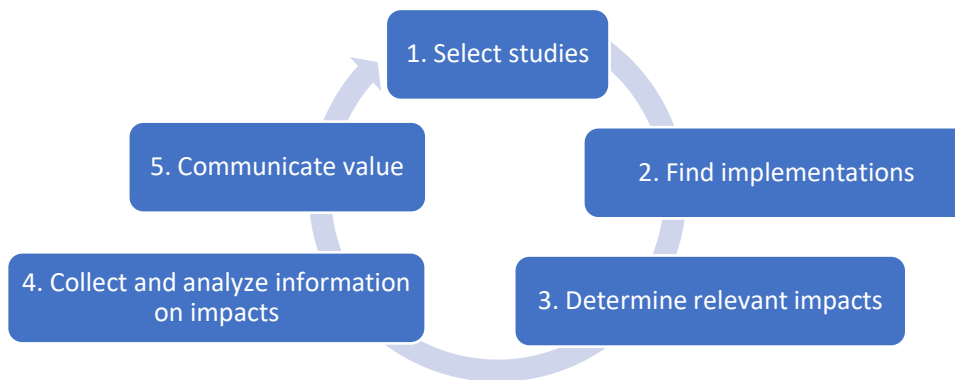 1. Select studies
2. Find implementations
3. Determine relevant impacts
4. Collect and analyze information
on impacts
5. Communicate value